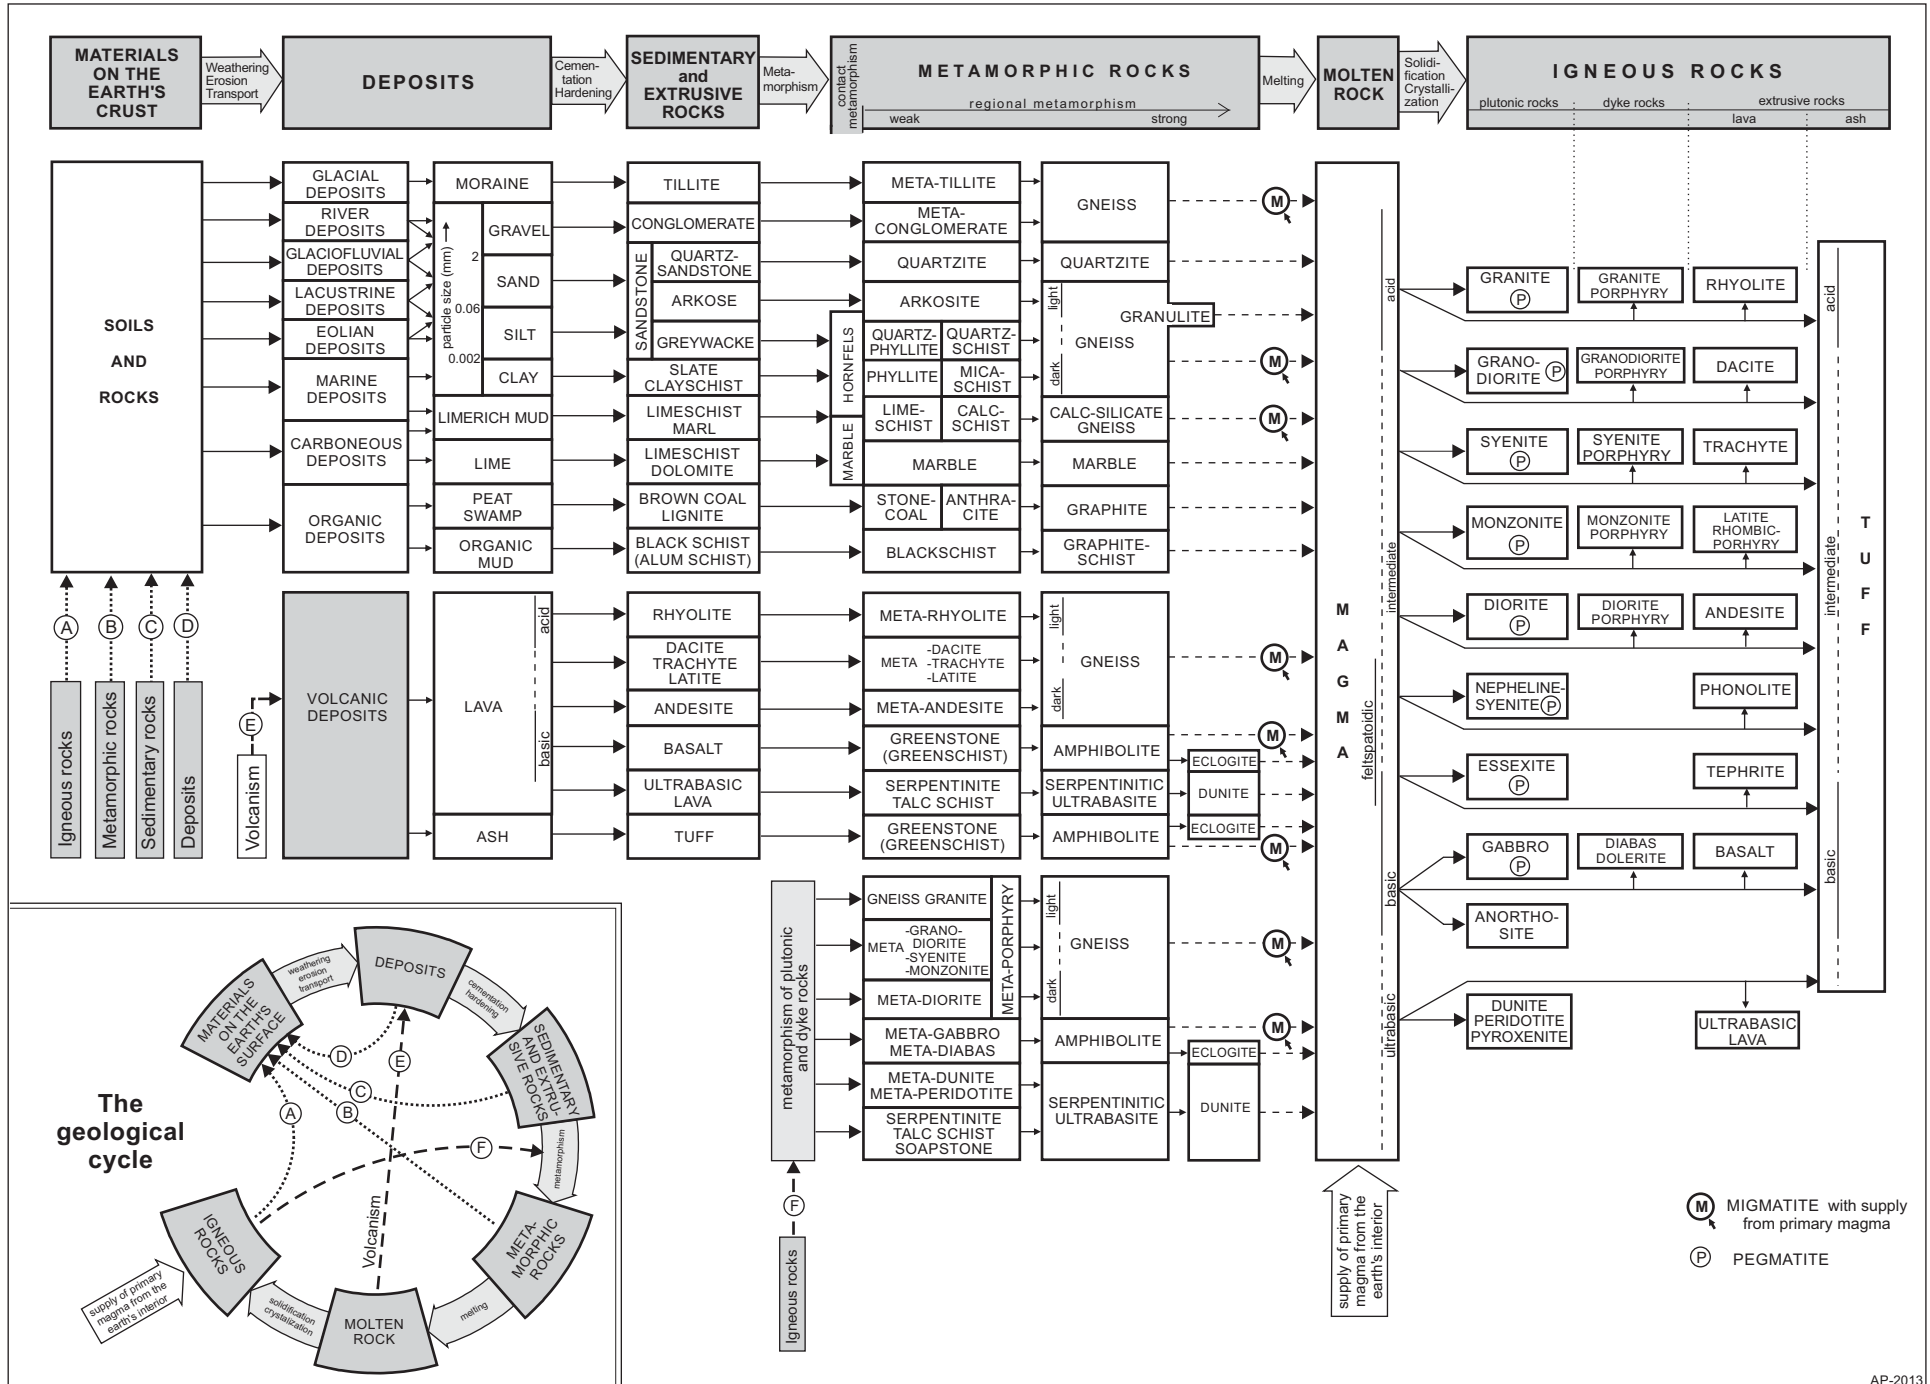 MATERIALS
ON THE
EARTH'S
CRUST
Weathering
Erosion
Transport
DEPOSITS
Cemen-
tation
Hardening
SEDIMENTARY
and
EXTRUSIVE
ROCKS
Meta-
morphism
contact
metamorphism
METAMORPHIC ROCKS
regional metamorphism
weak
strong
Melting
MOLTEN
ROCK
Solidi-
fication
Crystalli-
zation
IGNEOUS ROCKS
plutonic rocks
dyke rocks
extrusive rocks
lava
ash
SOILS
AND
ROCKS
GLACIAL
DEPOSITS
RIVER
DEPOSITS
GLACIOFLUVIAL
DEPOSITS
LACUSTRINE
DEPOSITS
EOLIAN
DEPOSITS
MARINE
DEPOSITS
CARBONEOUS
DEPOSITS
ORGANIC
DEPOSITS
MORAINE
particle size (mm)
2
0.06
0.002
GRAVEL
SAND
SILT
CLAY
LIMERICH MUD
LIME
PEAT
SWAMP
ORGANIC
MUD
TILLITE
CONGLOMERATE
SANDSTONE
QUARTZ-
SANDSTONE
ARKOSE
GREYWACKE
SLATE
CLAYSCHIST
LIMESCHIST
MARL
LIMESCHIST
DOLOMITE
BROWN COAL
LIGNITE
BLACK SCHIST
(ALUM SCHIST)
HORNFELS
MARBLE
META-TILLITE
META-
CONGLOMERATE
QUARTZITE
ARKOSITE
QUARTZ-
PHYLLITE
QUARTZ-
SCHIST
PHYLLITE
MICA-
SCHIST
LIME-
SCHIST
CALC-
SCHIST
MARBLE
STONE-
COAL
ANTHRA-
CITE
BLACKSCHIST
GNEISS
QUARTZITE
light
dark
GRANULITE
GNEISS
CALC-SILICATE
GNEISS
MARBLE
GRAPHITE
GRAPHITE-
SCHIST
M
M
M
A
B
C
D
Igneous rocks
Metamorphic rocks
Sedimentary rocks
Deposits
E
Volcanism
VOLCANIC
DEPOSITS
LAVA
acid
basic
ASH
RHYOLITE
DACITE
TRACHYTE
LATITE
ANDESITE
BASALT
ULTRABASIC
LAVA
TUFF
META-RHYOLITE
META
-DACITE
-TRACHYTE
-LATITE
META-ANDESITE
GREENSTONE
(GREENSCHIST)
SERPENTINITE
TALC SCHIST
GREENSTONE
(GREENSCHIST)
light
dark
GNEISS
AMPHIBOLITE
SERPENTINITIC
ULTRABASITE
AMPHIBOLITE
ECLOGITE
DUNITE
ECLOGITE
M
M
M
metamorphism of plutonic
and dyke rocks
F
Igneous rocks
GNEISS GRANITE
META
-GRANO-
DIORITE
-SYENITE
-MONZONITE
META-DIORITE
META-PORPHYRY
META-GABBRO
META-DIABAS
META-DUNITE
META-PERIDOTITE
SERPENTINITE
TALC SCHIST
SOAPSTONE
light
dark
GNEISS
AMPHIBOLITE
SERPENTINITIC
ULTRABASITE
ECLOGITE
DUNITE
M
M
MAGMA
acid
intermediate
feltspatoidic
basic
ultrabasic
supply of primary
magma from the
earth's interior
GRANITE
P
GRANITE
PORPHYRY
RHYOLITE
GRANO-
DIORITE P
GRANODIORITE
PORPHYRY
DACITE
SYENITE
P
SYENITE
PORPHYRY
TRACHYTE
MONZONITE
P
MONZONITE
PORPHYRY
LATITE
RHOMBIC-
PORHYRY
DIORITE
P
DIORITE
PORPHYRY
ANDESITE
NEPHELINE-
SYENITE P
PHONOLITE
ESSEXITE
P
TEPHRITE
GABBRO
P
DIABAS
DOLERITE
BASALT
ANORTHO-
SITE
DUNITE
PERIDOTITE
PYROXENITE
ULTRABASIC
LAVA
acid
intermediate
basic
TUFF
M MIGMATITE with supply
from primary magma
P PEGMATITE
The
geological
cycle
MATERIALS
ON THE
EARTH'S
SURFACE
weathering
erosion
transport
DEPOSITS
cementation
hardening
SEDIMENTARY
AND EXTRU-
SIVE ROCKS
metamorphism
META-
MORPHIC
ROCKS
melting
MOLTEN
ROCK
solidification
crystalization
IGNEOUS
ROCKS
supply of primary
magma from the
earth's interior
Volcanism
A
B
C
D
E
F
AP-2013